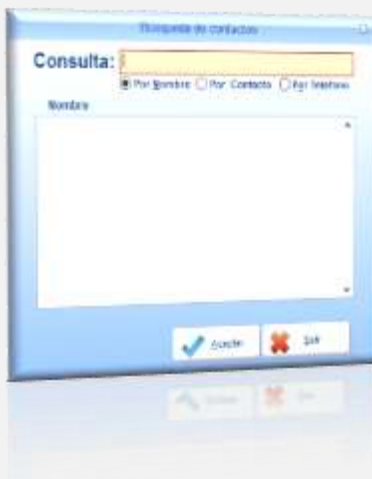 Búsqueda de contactos
Consulta:
Por Nombre Por Contacto Por Teléfono
Nombre
Aceptar Salir